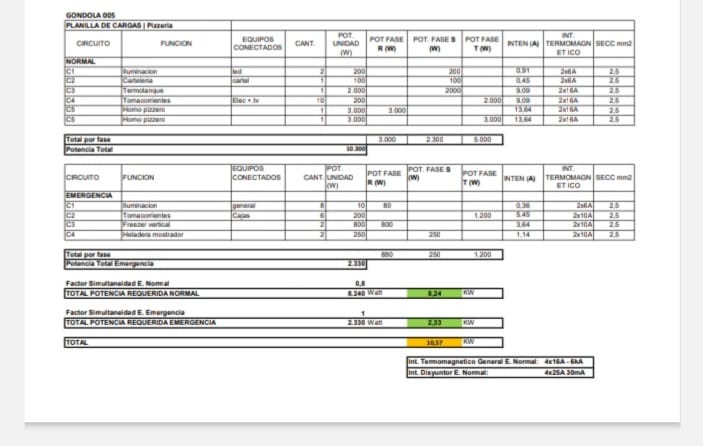 GONDOLA 005
PLANILLA DE CARGAS | Pizzeria
CIRCUITO FUNCION EQUIPOS CONECTADOS CANT. POT. UNIDAD (W) POT FASE R (W) POT. FASE S (W) POT FASE T (W) INTEN (A) INT. TERMOMAGN ET ICO SECC mm2
NORMAL
C1 Iluminacion led 2 200 200 0,91 2x6A 2,5
C2 Carteleria cartel 1 100 100 0,45 2x6A 2,5
C3 Termotanque 1 2.000 2000 9,09 2x16A 2,5
C4 Tomacorrientes Elec +.tv 10 200 2.000 9,09 2x16A 2,5
C5 Horno pizzero 1 3.000 3.000 13,64 2x16A 2,5
C5 Horno pizzero 1 3.000 3.000 13,64 2x16A 2,5
Total por fase 3.000 2.300 5.000
Potencia Total 10.300
CIRCUITO FUNCION EQUIPOS CONECTADOS CANT. POT. UNIDAD (W) POT FASE R (W) POT. FASE S (W) POT FASE T (W) INTEN (A) INT. TERMOMAGN ET ICO SECC mm2
EMERGENCIA
C1 Iluminacion general 8 10 80 0,36 2x6A 2,5
C2 Tomacorrientes Cajas 6 200 1.200 5,45 2x10A 2,5
C3 Freezer vertical 2 800 800 3,64 2x10A 2,5
C4 Heladera mostrador 2 250 250 1,14 2x10A 2,5
Total por fase 880 250 1.200
Potencia Total Emergencia 2.330
Factor Simultaneidad E. Normal 0,8
TOTAL POTENCIA REQUERIDA NORMAL 8.240 Watt 8,24 KW
Factor Simultaneidad E. Emergencia 1
TOTAL POTENCIA REQUERIDA EMERGENCIA 2.330 Watt 2,33 KW
TOTAL 10,57 KW
Int. Termomagnetico General E. Normal: 4x16A - 6kA
Int. Disyuntor E. Normal: 4x25A 30mA